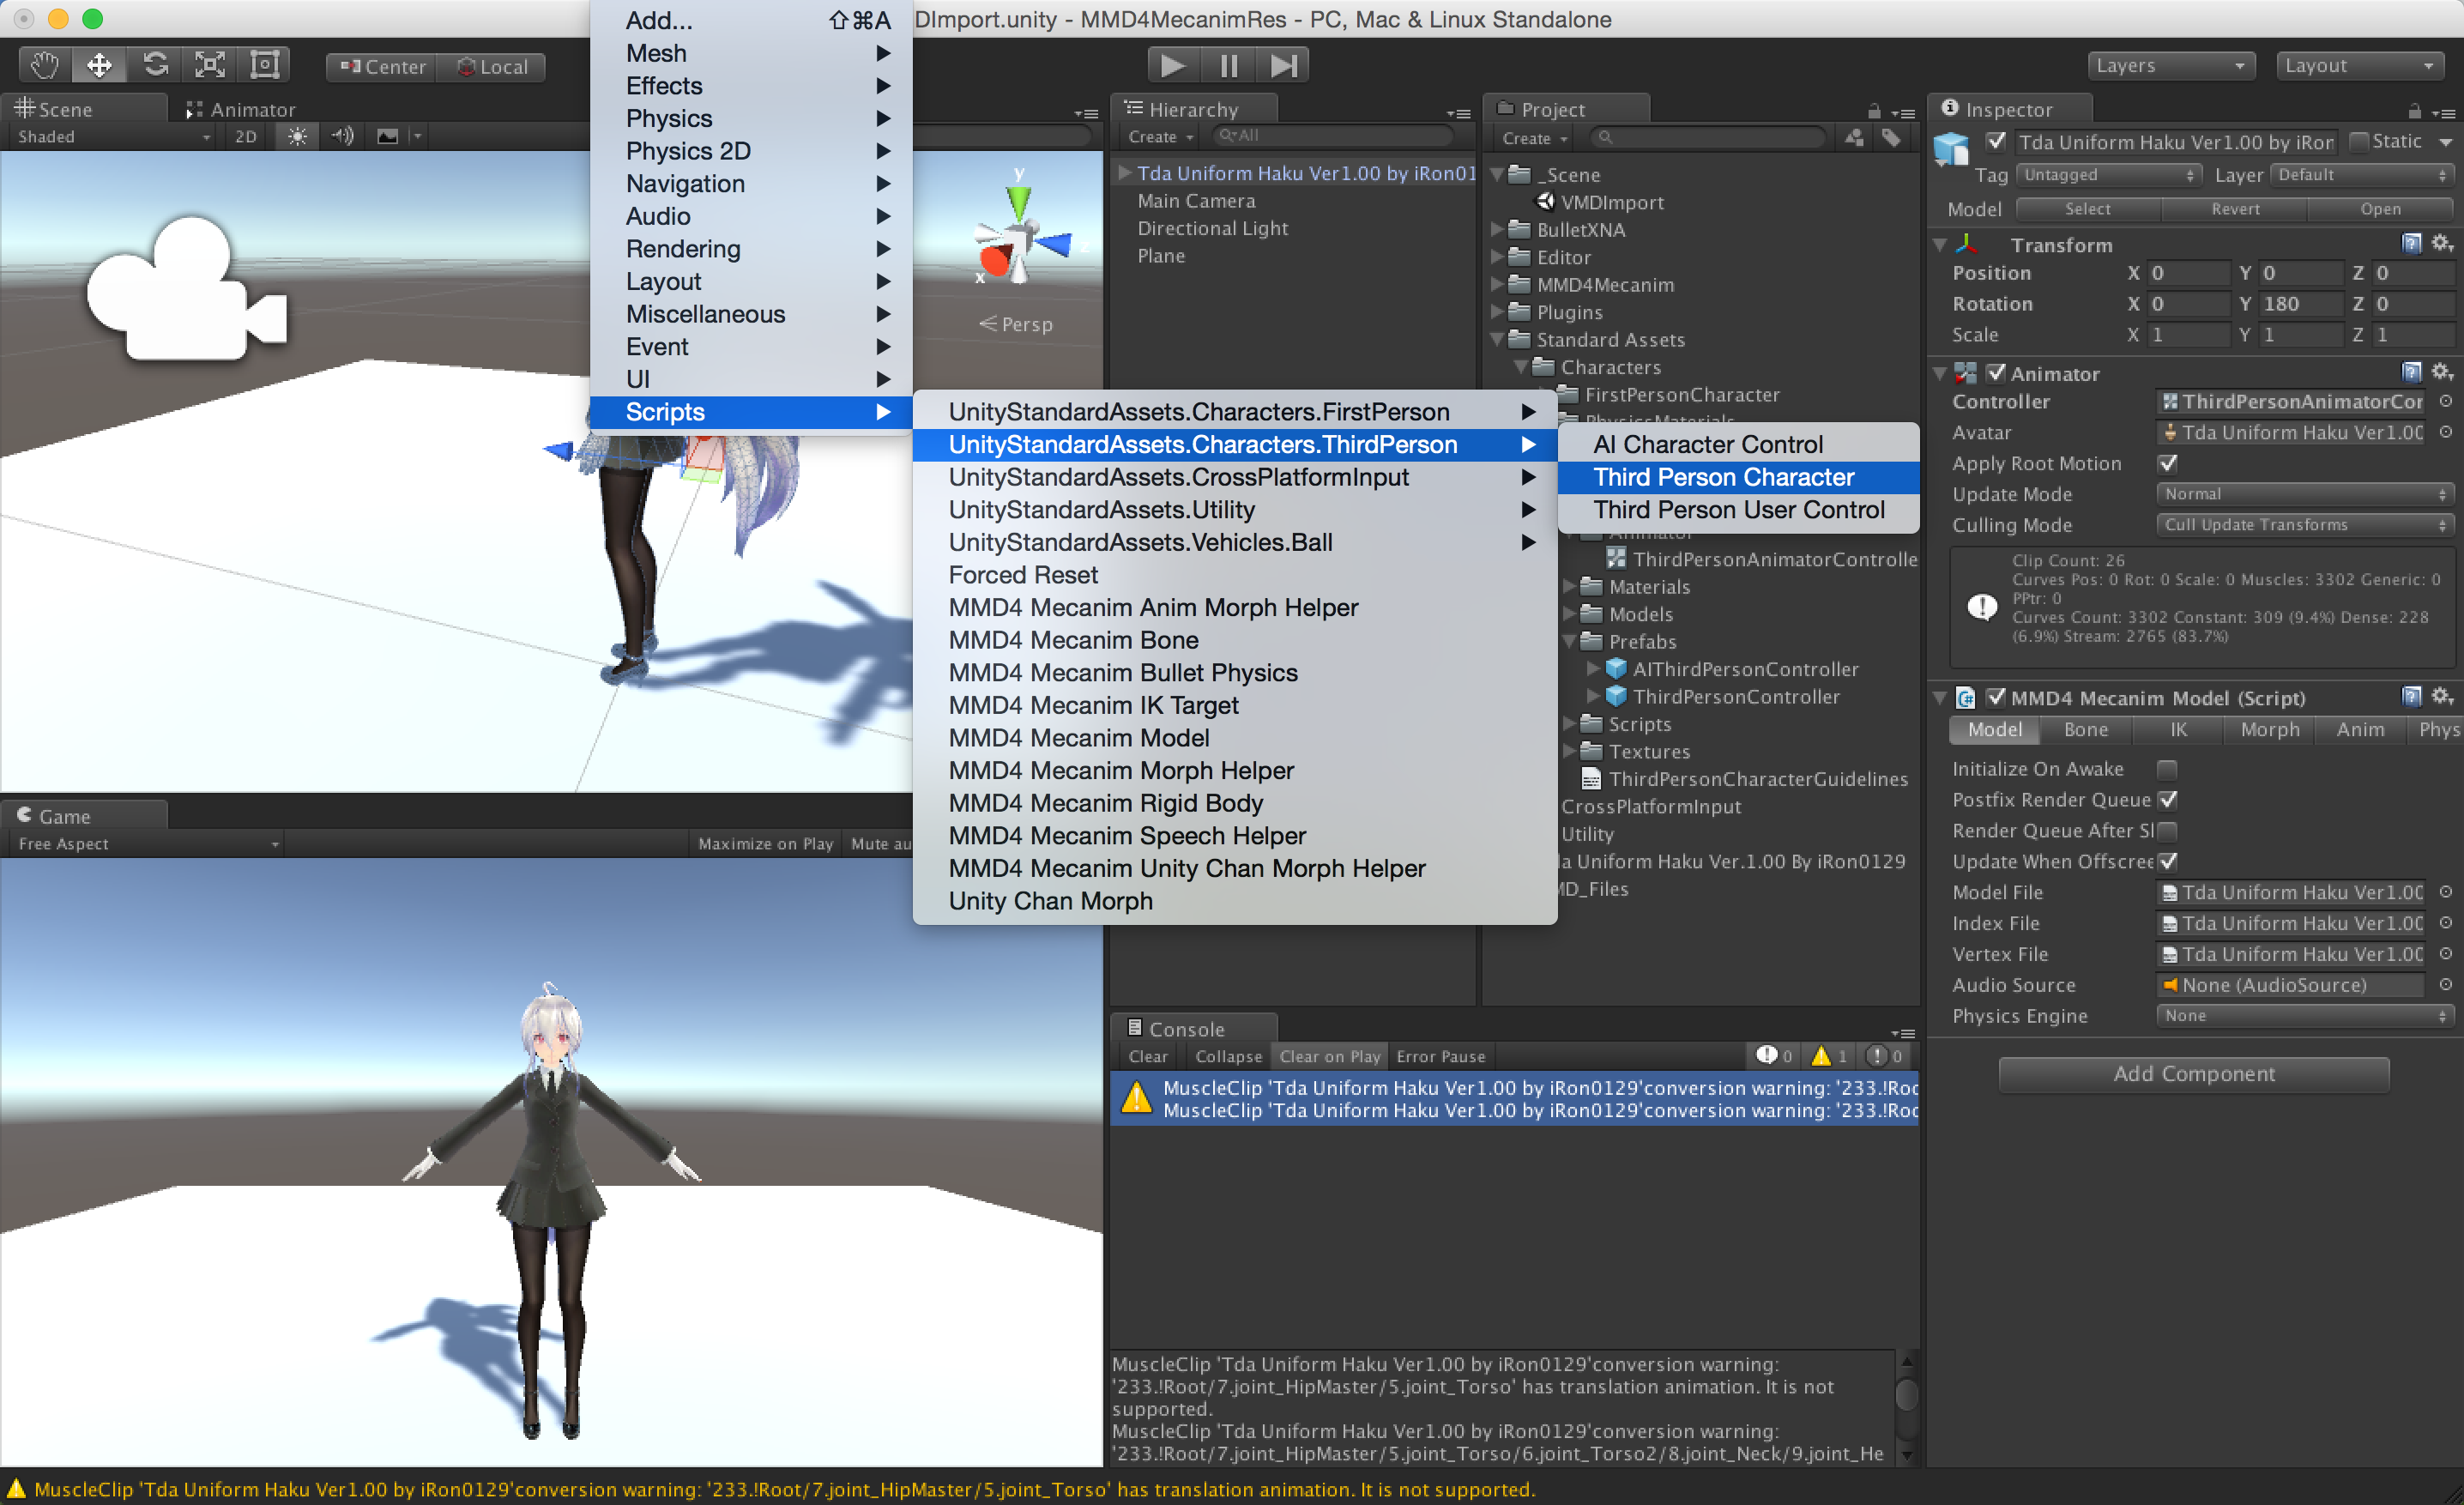 DImport.unity - MMD4MecanimRes - PC, Mac & Linux Standalone
Center
Local
Layers
Layout
Add... ⇧⌘A
Mesh
Effects
Physics
Physics 2D
Navigation
Audio
Rendering
Layout
Miscellaneous
Event
UI
Scripts
UnityStandardAssets.Characters.FirstPerson
UnityStandardAssets.Characters.ThirdPerson
UnityStandardAssets.CrossPlatformInput
UnityStandardAssets.Utility
UnityStandardAssets.Vehicles.Ball
Forced Reset
MMD4 Mecanim Anim Morph Helper
MMD4 Mecanim Bone
MMD4 Mecanim Bullet Physics
MMD4 Mecanim IK Target
MMD4 Mecanim Model
MMD4 Mecanim Morph Helper
MMD4 Mecanim Rigid Body
MMD4 Mecanim Speech Helper
MMD4 Mecanim Unity Chan Morph Helper
Unity Chan Morph
AI Character Control
Third Person Character
Third Person User Control
Scene
Animator
Shaded
2D
y
x
z
Persp
Game
Free Aspect
Maximize on Play
Mute au
Hierarchy
Create
All
Tda Uniform Haku Ver1.00 by iRon01
Main Camera
Directional Light
Plane
Project
Create
_Scene
VMDImport
BulletXNA
Editor
MMD4Mecanim
Plugins
Standard Assets
Characters
FirstPersonCharacter
PhysicsMaterials
Animator
ThirdPersonAnimatorControlle
Materials
Models
Prefabs
AIThirdPersonController
ThirdPersonController
Scripts
Textures
ThirdPersonCharacterGuidelines
CrossPlatformInput
Utility
da Uniform Haku Ver.1.00 By iRon0129
MD_Files
Console
Clear
Collapse
Clear on Play
Error Pause
0
1
0
MuscleClip 'Tda Uniform Haku Ver1.00 by iRon0129'conversion warning: '233.!Roo
MuscleClip 'Tda Uniform Haku Ver1.00 by iRon0129'conversion warning: '233.!Roo
MuscleClip 'Tda Uniform Haku Ver1.00 by iRon0129'conversion warning:
'233.!Root/7.joint_HipMaster/5.joint_Torso' has translation animation. It is not
supported.
MuscleClip 'Tda Uniform Haku Ver1.00 by iRon0129'conversion warning:
'233.!Root/7.joint_HipMaster/5.joint_Torso/6.joint_Torso2/8.joint_Neck/9.joint_He
Inspector
Tda Uniform Haku Ver1.00 by iRon
Static
Tag Untagged Layer Default
Model Select Revert Open
Transform
Position X 0 Y 0 Z 0
Rotation X 0 Y 180 Z 0
Scale X 1 Y 1 Z 1
Animator
Controller ThirdPersonAnimatorCor
Avatar Tda Uniform Haku Ver1.00
Apply Root Motion
Update Mode Normal
Culling Mode Cull Update Transforms
Clip Count: 26
Curves Pos: 0 Rot: 0 Scale: 0 Muscles: 3302 Generic: 0
PPtr: 0
Curves Count: 3302 Constant: 309 (9.4%) Dense: 228
(6.9%) Stream: 2765 (83.7%)
MMD4 Mecanim Model (Script)
Model Bone IK Morph Anim Phys
Initialize On Awake
Postfix Render Queue
Render Queue After Sl
Update When Offscree
Model File Tda Uniform Haku Ver1.00
Index File Tda Uniform Haku Ver1.00
Vertex File Tda Uniform Haku Ver1.00
Audio Source None (AudioSource)
Physics Engine None
Add Component
MuscleClip 'Tda Uniform Haku Ver1.00 by iRon0129'conversion warning: '233.!Root/7.joint_HipMaster/5.joint_Torso' has translation animation. It is not supported.